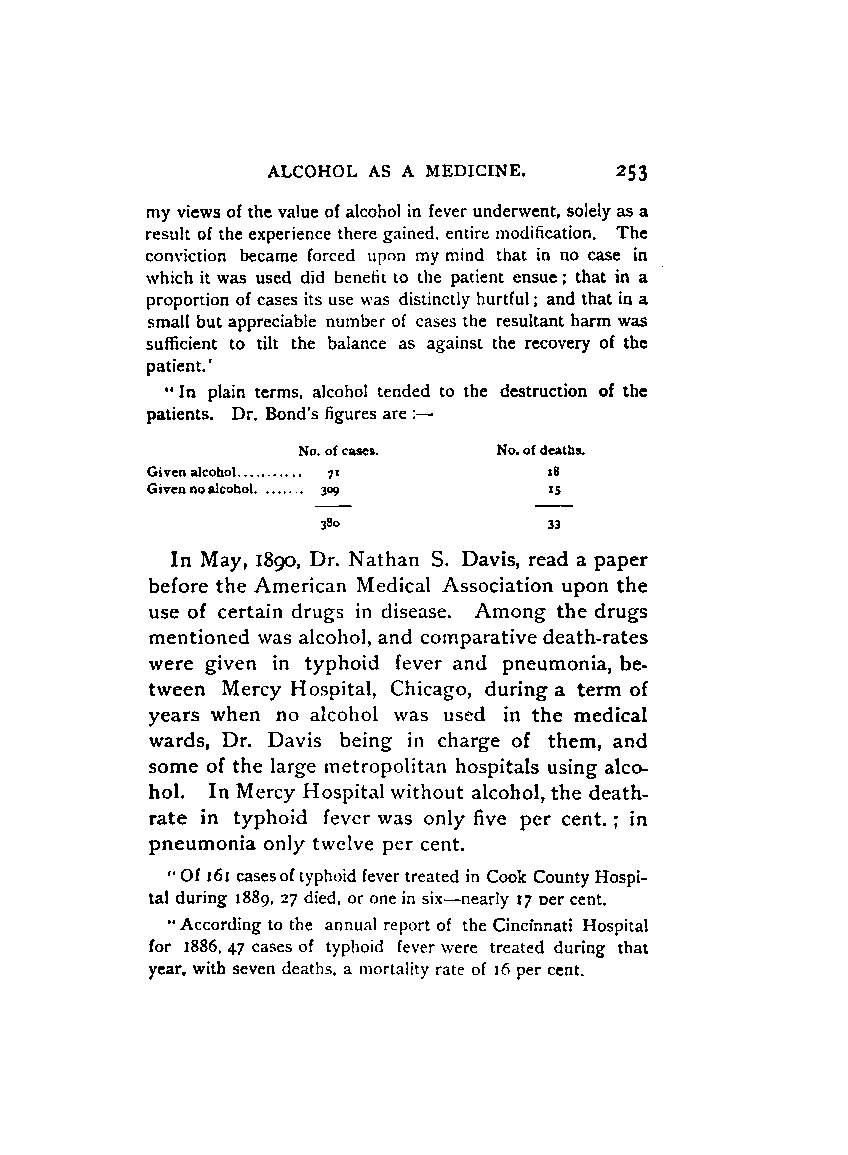 ALCOHOL AS A MEDICINE. 253
my views of the value of alcohol in fever underwent, solely as a
result of the experience there gained, entire modification. The
conviction became forced upon my mind that in no case in
which it was used did benefit to the patient ensue; that in a
proportion of cases its use was distinctly hurtful; and that in a
small but appreciable number of cases the resultant harm was
sufficient to tilt the balance as against the recovery of the
patient.'
"In plain terms, alcohol tended to the destruction of the
patients. Dr. Bond's figures are :—
No. of cases. No. of deaths.
Given alcohol........... 71 18
Given no alcohol. ....... 309 15
380 33
In May, 1890, Dr. Nathan S. Davis, read a paper
before the American Medical Association upon the
use of certain drugs in disease. Among the drugs
mentioned was alcohol, and comparative death-rates
were given in typhoid fever and pneumonia, be-
tween Mercy Hospital, Chicago, during a term of
years when no alcohol was used in the medical
wards, Dr. Davis being in charge of them, and
some of the large metropolitan hospitals using alco-
hol. In Mercy Hospital without alcohol, the death-
rate in typhoid fever was only five per cent.; in
pneumonia only twelve per cent.
"Of 161 cases of typhoid fever treated in Cook County Hospi-
tal during 1889, 27 died, or one in six—nearly 17 per cent.
"According to the annual report of the Cincinnati Hospital
for 1886, 47 cases of typhoid fever were treated during that
year, with seven deaths, a mortality rate of 16 per cent.